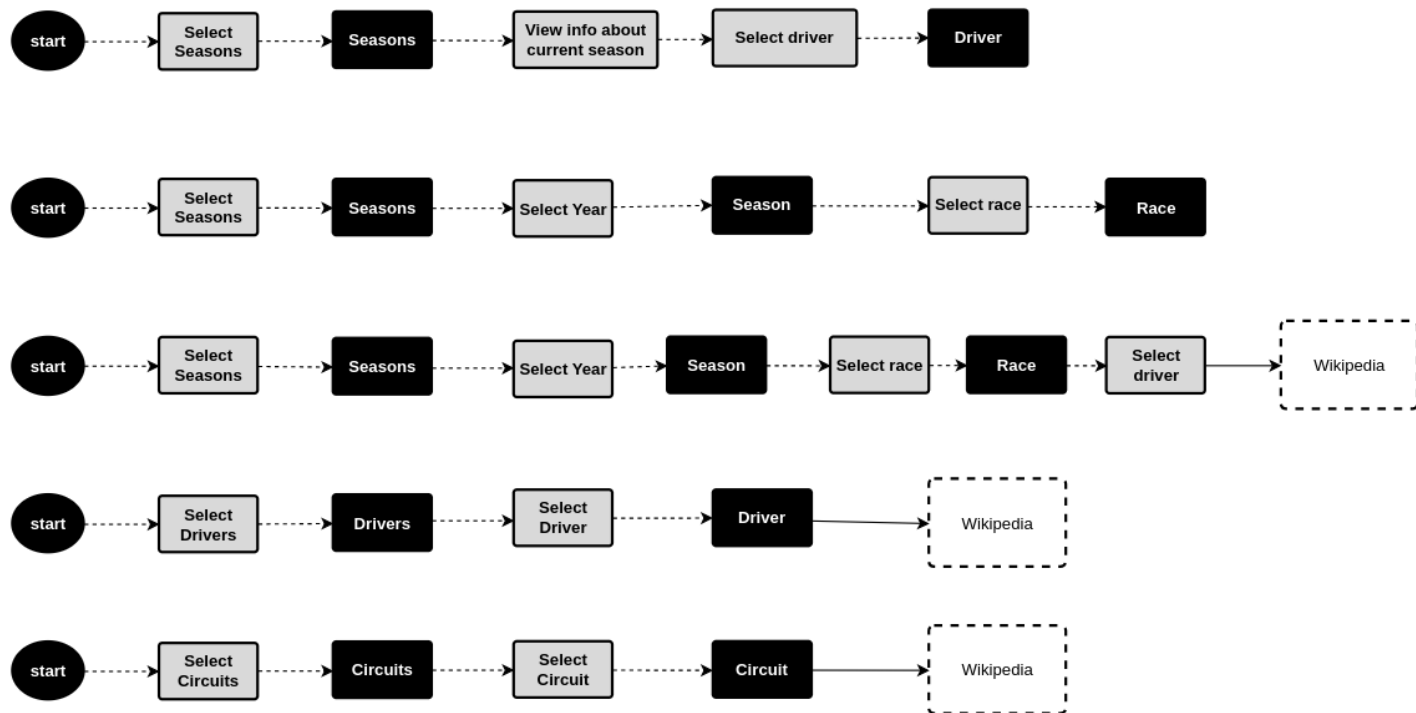 start
Select
Seasons
Seasons
View info about
current season
Select driver
Driver
start
Select
Seasons
Seasons
Select Year
Season
Select race
Race
start
Select
Seasons
Seasons
Select Year
Season
Select race
Race
Select
driver
Wikipedia
start
Select
Drivers
Drivers
Select
Driver
Driver
Wikipedia
start
Select
Circuits
Circuits
Select
Circuit
Circuit
Wikipedia